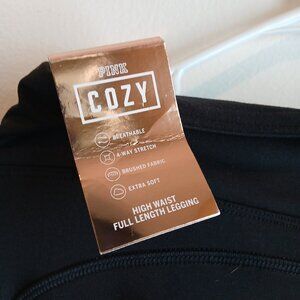 PINK
COZY
BREATHABLE
4-WAY STRETCH
BRUSHED FABRIC
EXTRA SOFT
HIGH WAIST
FULL LENGTH LEGGING